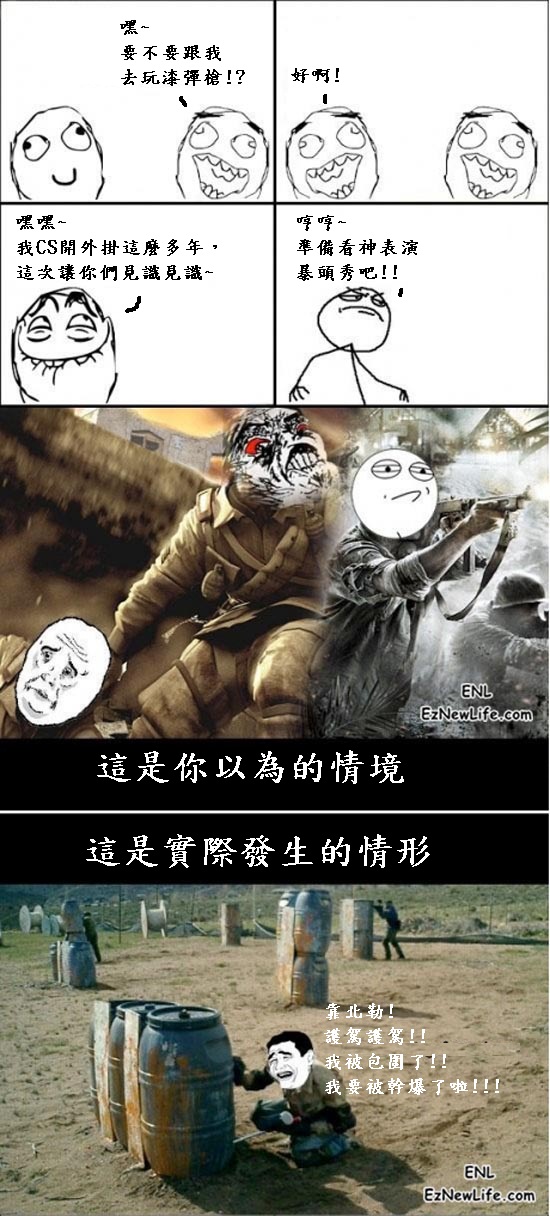 嘿~
要不要跟我
去玩漆彈槍!?
好啊!
嘿嘿~
我CS開外掛這麼多年，
這次讓你們見識見識~
哼哼~
準備看神表演
暴頭秀吧!!
ENL
EzNewLife.com
這是你以為的情境
這是實際發生的情形
靠北勒!
護駕護駕!!
我被包圍了!!
我要被幹爆了啦!!!
ENL
EzNewLife.com